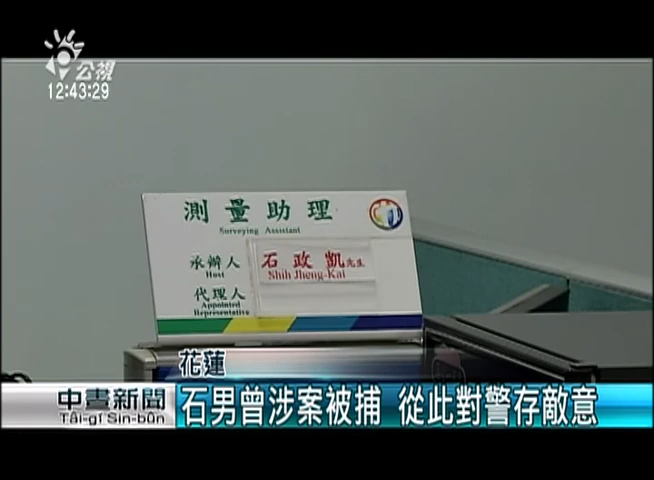 公視
12:43:29
測量助理
Surveying Assistant
承辦人
Host
石政凱先生
Shih Jheng-Kai
代理人
Appointed
Representative
花蓮
中晝新聞
Tâi-gí Sin-bûn
石男曾涉案被捕 從此對警存敵意